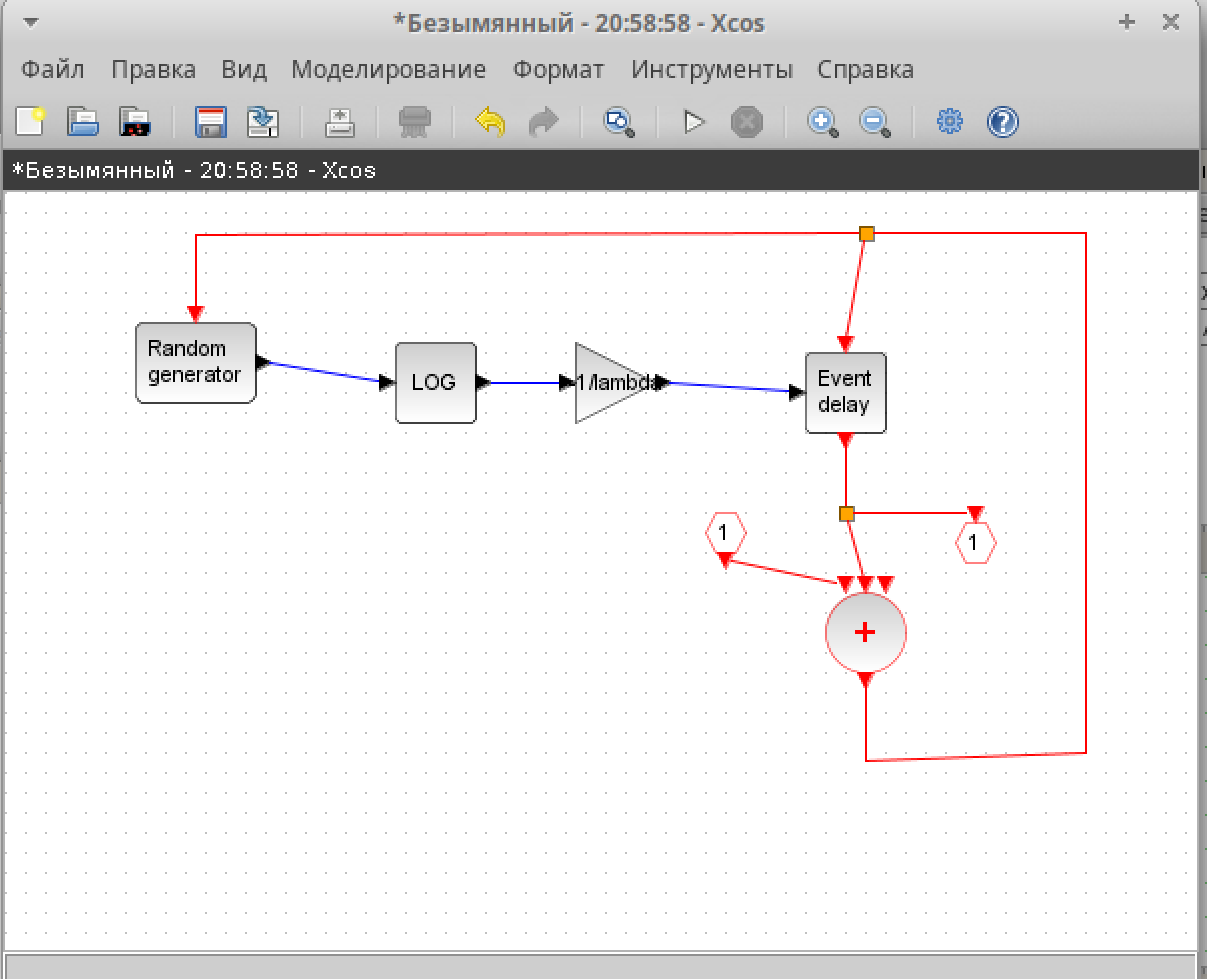 *Безымянный - 20:58:58 - Xcos
Файл Правка Вид Моделирование Формат Инструменты Справка
*Безымянный - 20:58:58 - Xcos
Random
generator
LOG
1/lambda
Event
delay
1
1
+